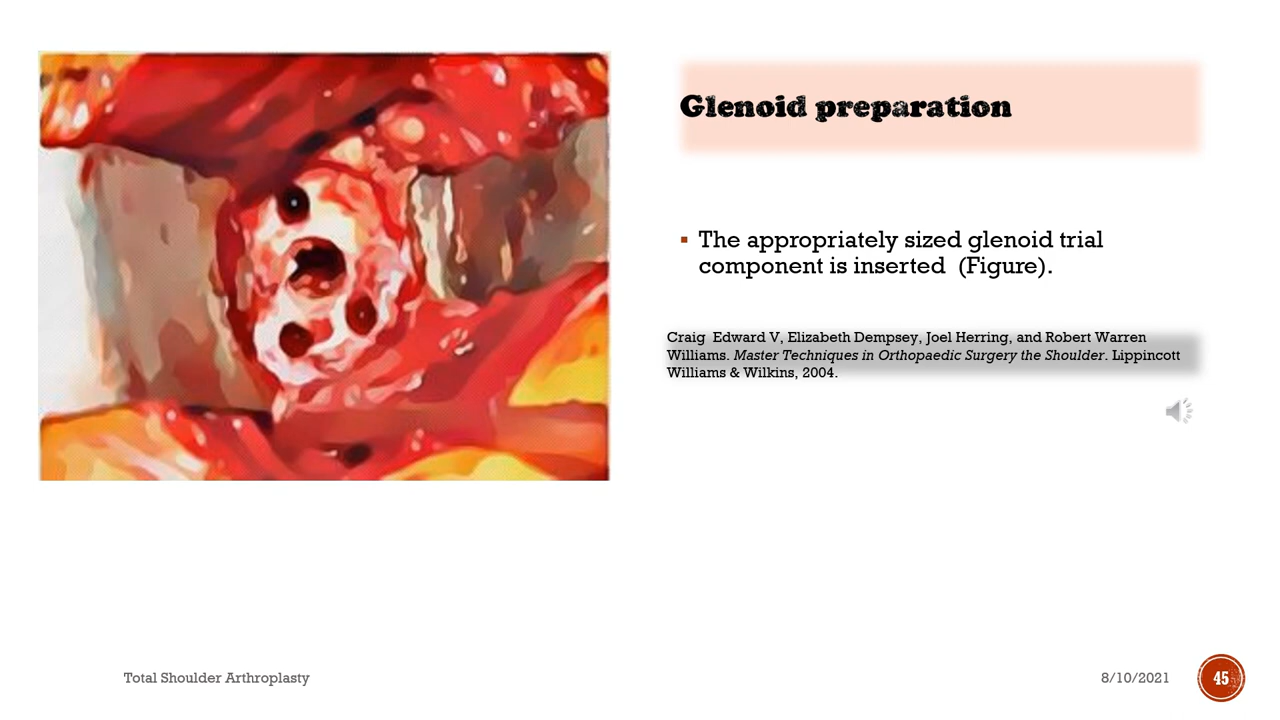 Glenoid preparation
The appropriately sized glenoid trial
component is inserted  (Figure).
Craig  Edward V, Elizabeth Dempsey, Joel Herring, and Robert Warren
Williams. Master Techniques in Orthopaedic Surgery the Shoulder. Lippincott
Williams & Wilkins, 2004.
Total Shoulder Arthroplasty
8/10/2021
45